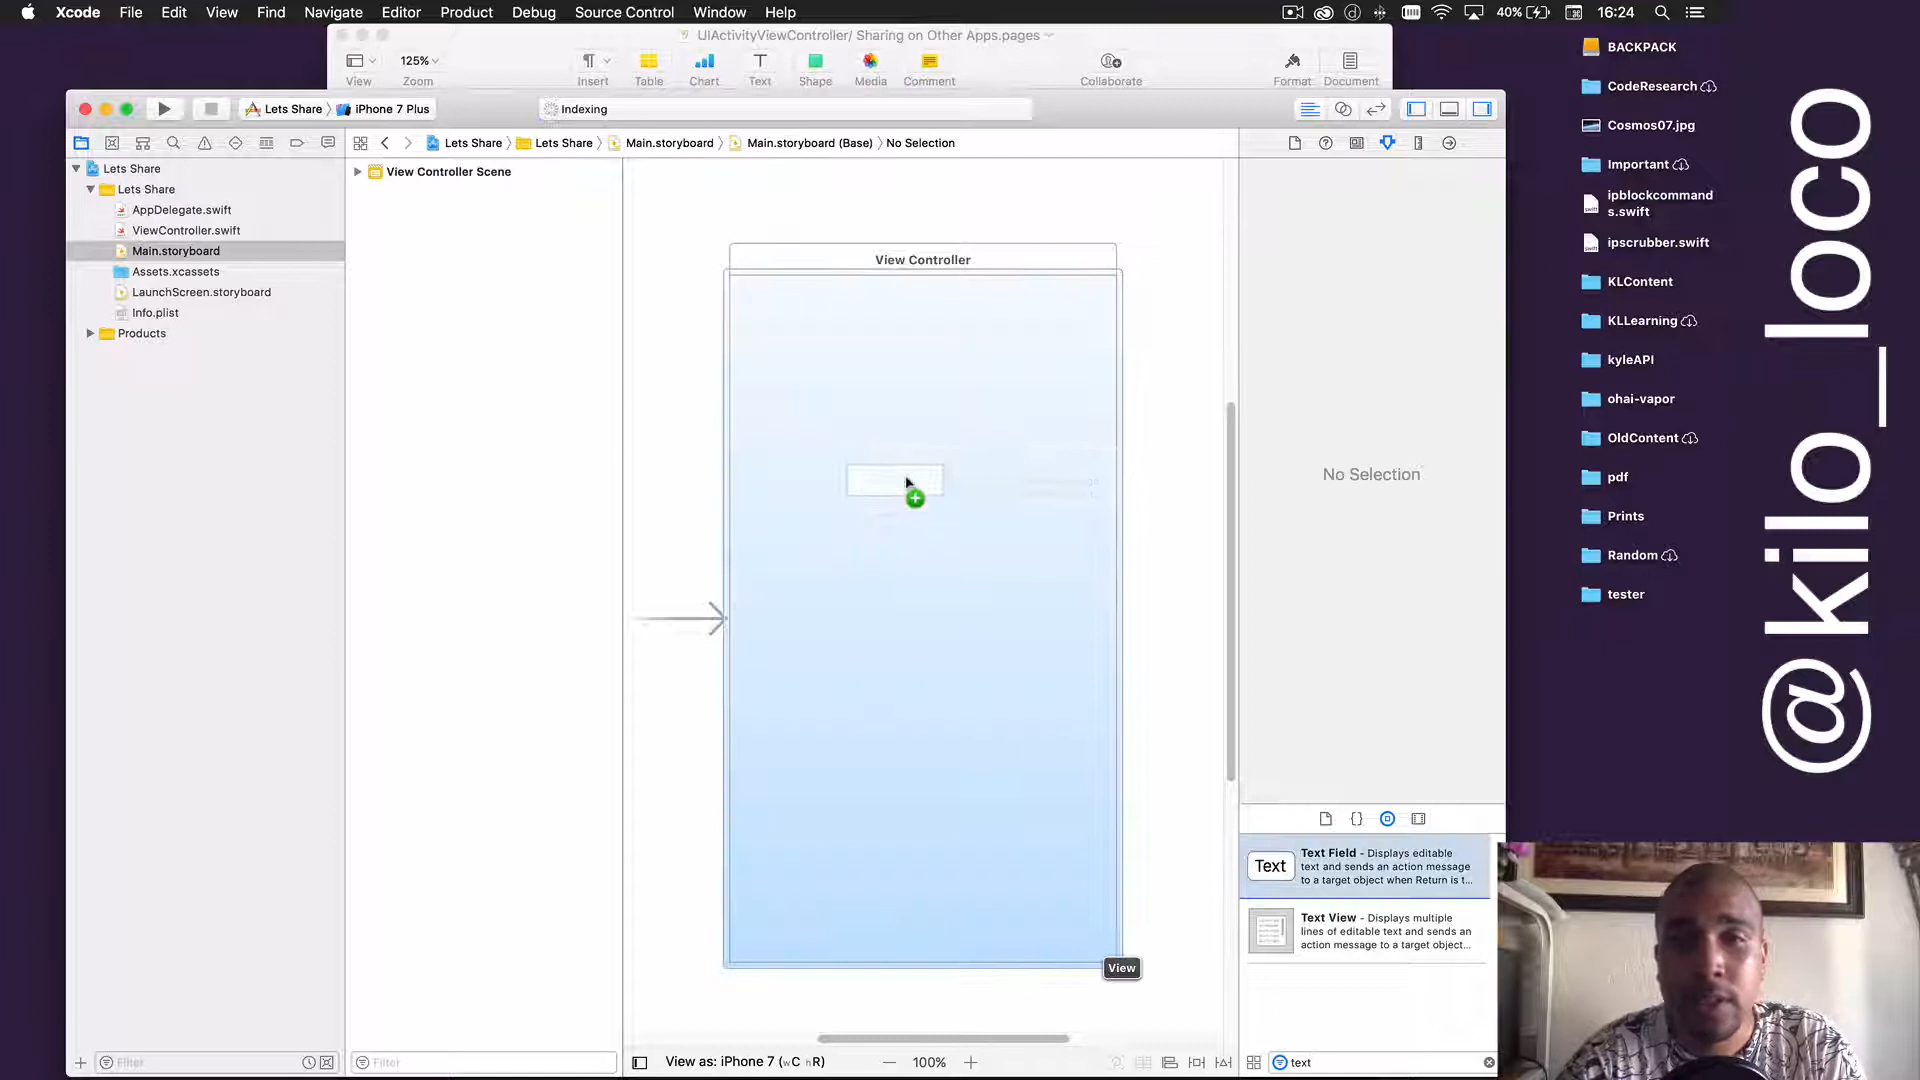 Xcode File Edit View Find Navigate Editor Product Debug Source Control Window Help 40% 16:24
UIActivityViewController/ Sharing on Other Apps.pages
125%
View Zoom Insert Table Chart Text Shape Media Comment Collaborate Format Document
Lets Share iPhone 7 Plus Indexing
Lets Share Lets Share Main.storyboard Main.storyboard (Base) No Selection
Lets Share
Lets Share
AppDelegate.swift
ViewController.swift
Main.storyboard
Assets.xcassets
LaunchScreen.storyboard
Info.plist
Products
View Controller Scene
View Controller
View
No Selection
Text
Text Field - Displays editable
text and sends an action message
to a target object when Return is t...
Text View - Displays multiple
lines of editable text and sends an
action message to a target object...
Filter
Filter
View as: iPhone 7 (wC hR)
100%
text
BACKPACK
CodeResearch
Cosmos07.jpg
Important
ipblockcommand
s.swift
ipscrubber.swift
KLContent
KLLearning
kyleAPI
ohai-vapor
OldContent
pdf
Prints
Random
tester
@kilo_loco